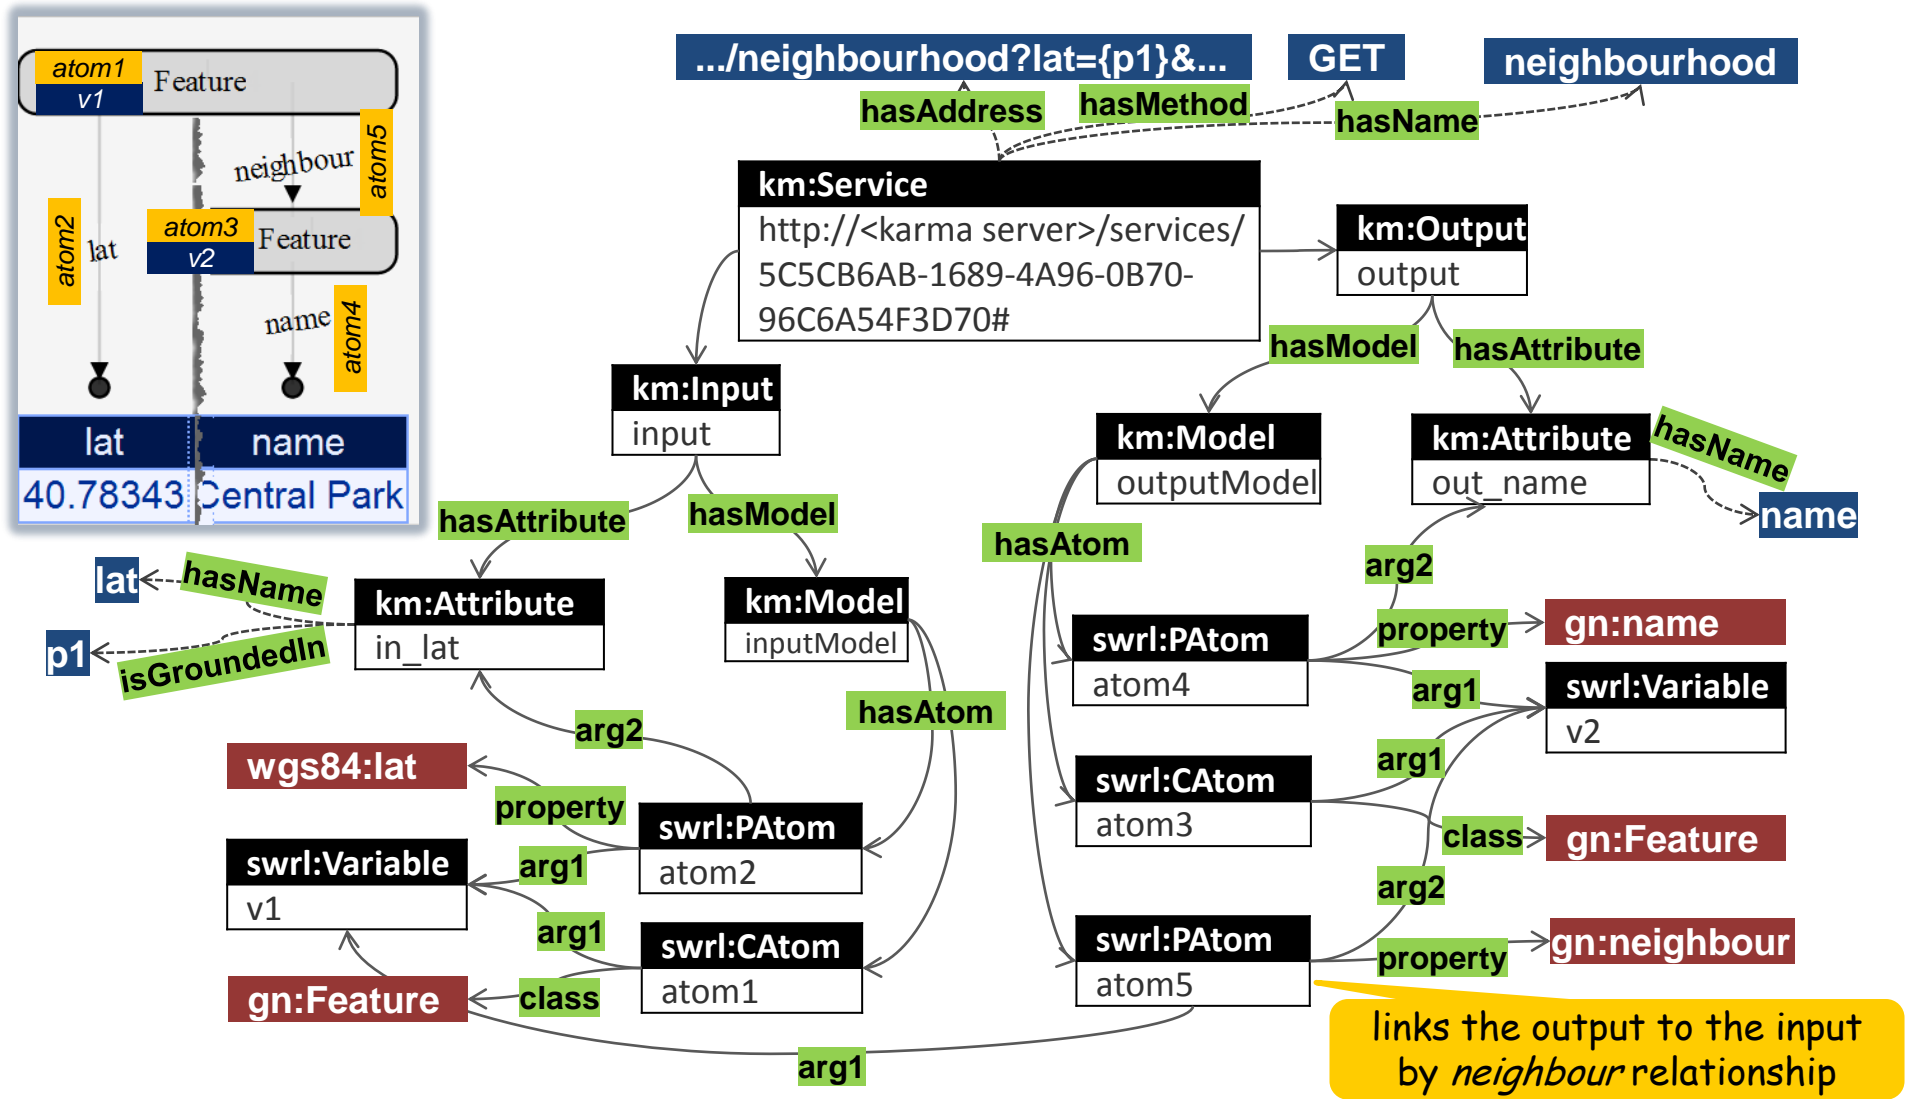 atom1
v1
Feature
atom5
neighbour
atom2
lat
atom3
v2
Feature
name
atom4
lat
name
40.78343
Central Park
.../neighbourhood?lat={p1}&...
GET
neighbourhood
hasAddress
hasMethod
hasName
km:Service
http://<karma server>/services/
5C5CB6AB-1689-4A96-0B70-
96C6A54F3D70#
km:Output
output
hasModel
hasAttribute
km:Input
input
km:Model
outputModel
km:Attribute
out_name
hasName
name
hasAttribute
hasModel
hasAtom
arg2
lat
hasName
p1
isGroundedIn
km:Attribute
in_lat
km:Model
inputModel
hasAtom
swrl:PAtom
atom4
property
gn:name
arg1
swrl:Variable
v2
arg2
wgs84:lat
property
swrl:PAtom
atom2
swrl:Variable
v1
arg1
arg1
swrl:CAtom
atom1
gn:Feature
class
swrl:CAtom
atom3
arg1
class
gn:Feature
arg2
swrl:PAtom
atom5
property
gn:neighbour
arg1
links the output to the input
by neighbour relationship